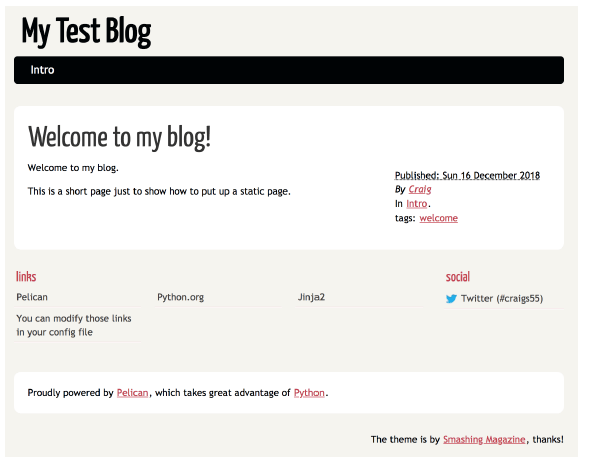 My Test Blog
Intro
Welcome to my blog!
Welcome to my blog.
This is a short page just to show how to put up a static page.
Published: Sun 16 December 2018
By Craig
In Intro.
tags: welcome
links
Pelican
Python.org
Jinja2
You can modify those links
in your config file
social
Twitter (#craigs55)
Proudly powered by Pelican, which takes great advantage of Python.
The theme is by Smashing Magazine, thanks!